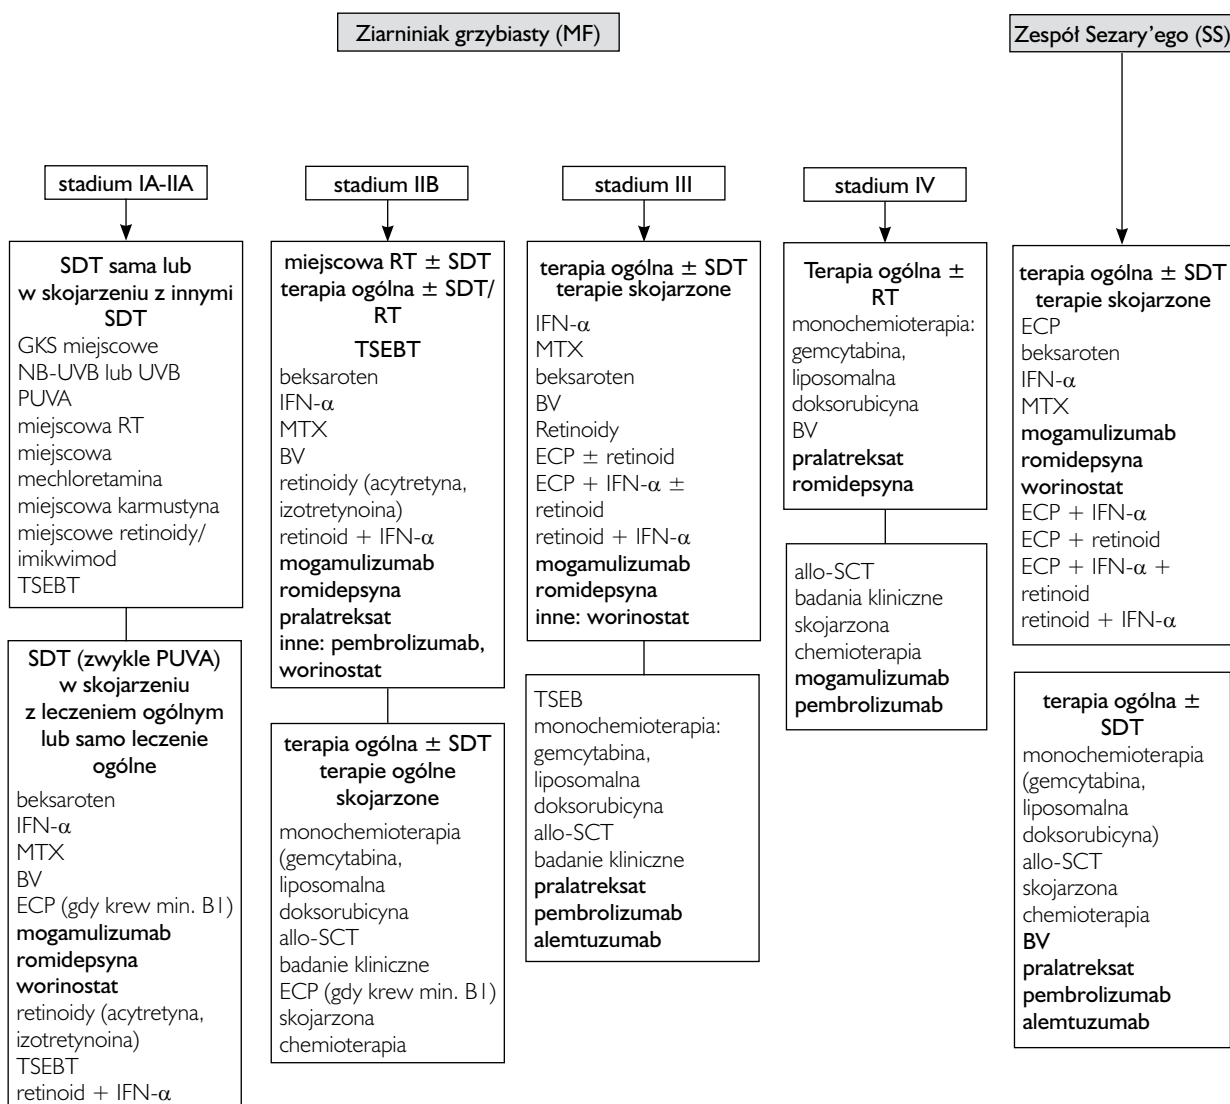 Ziarniniak grzybiasty (MF)
Zespół Sezary'ego (SS)
stadium IA-IIA
SDT sama lub
w skojarzeniu z innymi
SDT
GKS miejscowe
NB-UVB lub UVB
PUVA
miejscowa RT
miejscowa
mechloretamina
miejscowa karmustyna
miejscowe retinoidy/
imikwimod
TSEBT
SDT (zwykle PUVA)
w skojarzeniu
z leczeniem ogólnym
lub samo leczenie
ogólne
beksaroten
IFN-α
MTX
BV
ECP (gdy krew min. B1)
mogamulizumab
romidepsyna
worinostat
retinoidy (acytretyna,
izotretynoina)
TSEBT
retinoid + IFN-α
stadium IIB
miejscowa RT ± SDT
terapia ogólna ± SDT/
RT
TSEBT
beksaroten
IFN-α
MTX
BV
retinoidy (acytretyna,
izotretynoina)
retinoid + IFN-α
mogamulizumab
romidepsyna
pralatreksat
inne: pembrolizumab,
worinostat
terapia ogólna ± SDT
terapie ogólne
skojarzone
monochemioterapia
(gemcytabina,
liposomalna
doksorubicyna
allo-SCT
badanie kliniczne
ECP (gdy krew min. B1)
skojarzona
chemioterapia
stadium III
terapia ogólna ± SDT
terapie skojarzone
IFN-α
MTX
beksaroten
BV
Retinoidy
ECP ± retinoid
ECP + IFN-α ±
retinoid
retinoid + IFN-α
mogamulizumab
romidepsyna
inne: worinostat
TSEB
monochemioterapia:
gemcytabina,
liposomalna
doksorubicyna
allo-SCT
badanie kliniczne
pralatreksat
pembrolizumab
alemtuzumab
stadium IV
Terapia ogólna ±
RT
monochemioterapia:
gemcytabina,
liposomalna
doksorubicyna
BV
pralatreksat
romidepsyna
allo-SCT
badania kliniczne
skojarzona
chemioterapia
mogamulizumab
pembrolizumab
terapia ogólna ± SDT
terapie skojarzone
ECP
beksaroten
IFN-α
MTX
mogamulizumab
romidepsyna
worinostat
ECP + IFN-α
ECP + retinoid
ECP + IFN-α +
retinoid
retinoid + IFN-α
terapia ogólna ±
SDT
monochemioterapia
(gemcytabina,
liposomalna
doksorubicyna)
allo-SCT
skojarzona
chemioterapia
BV
pralatreksat
pembrolizumab
alemtuzumab